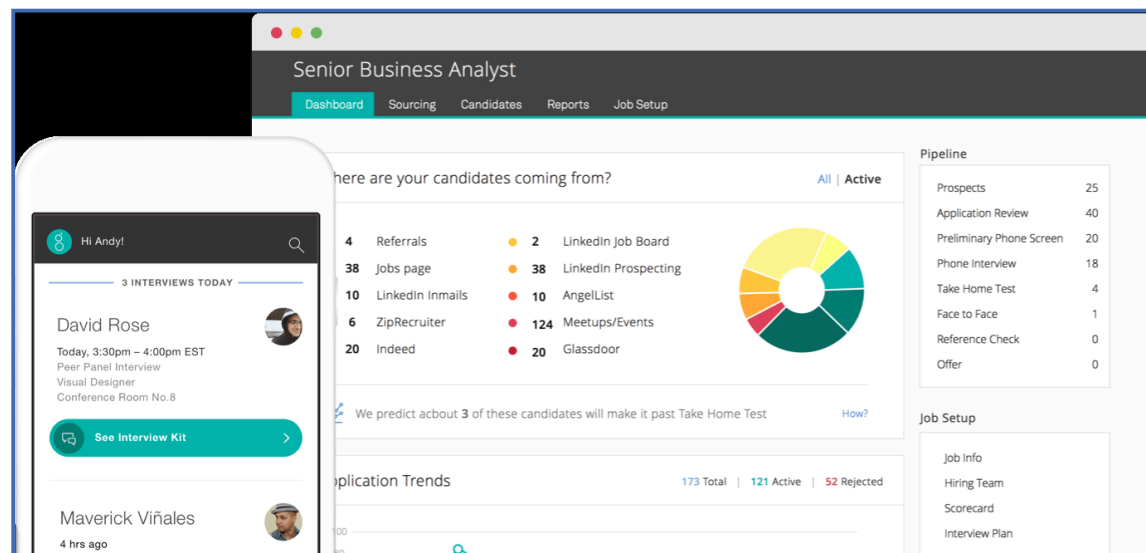 Senior Business Analyst
Dashboard Sourcing Candidates Reports Job Setup
here are your candidates coming from? All | Active
4 Referrals 2 LinkedIn Job Board
38 Jobs page 38 LinkedIn Prospecting
10 LinkedIn Inmails 10 AngelList
6 ZipRecruiter 124 Meetups/Events
20 Indeed 20 Glassdoor
We predict acbout 3 of these candidates will make it past Take Home Test How?
plication Trends 173 Total | 121 Active | 52 Rejected
100
80
Pipeline
Prospects 25
Application Review 40
Preliminary Phone Screen 20
Phone Interview 18
Take Home Test 4
Face to Face 1
Reference Check 0
Offer 0
Job Setup
Job Info
Hiring Team
Scorecard
Interview Plan
Hi Andy!
3 INTERVIEWS TODAY
David Rose
Today, 3:30pm – 4:00pm EST
Peer Panel Interview
Visual Designer
Conference Room No.8
See Interview Kit
Maverick Viñales
4 hrs ago